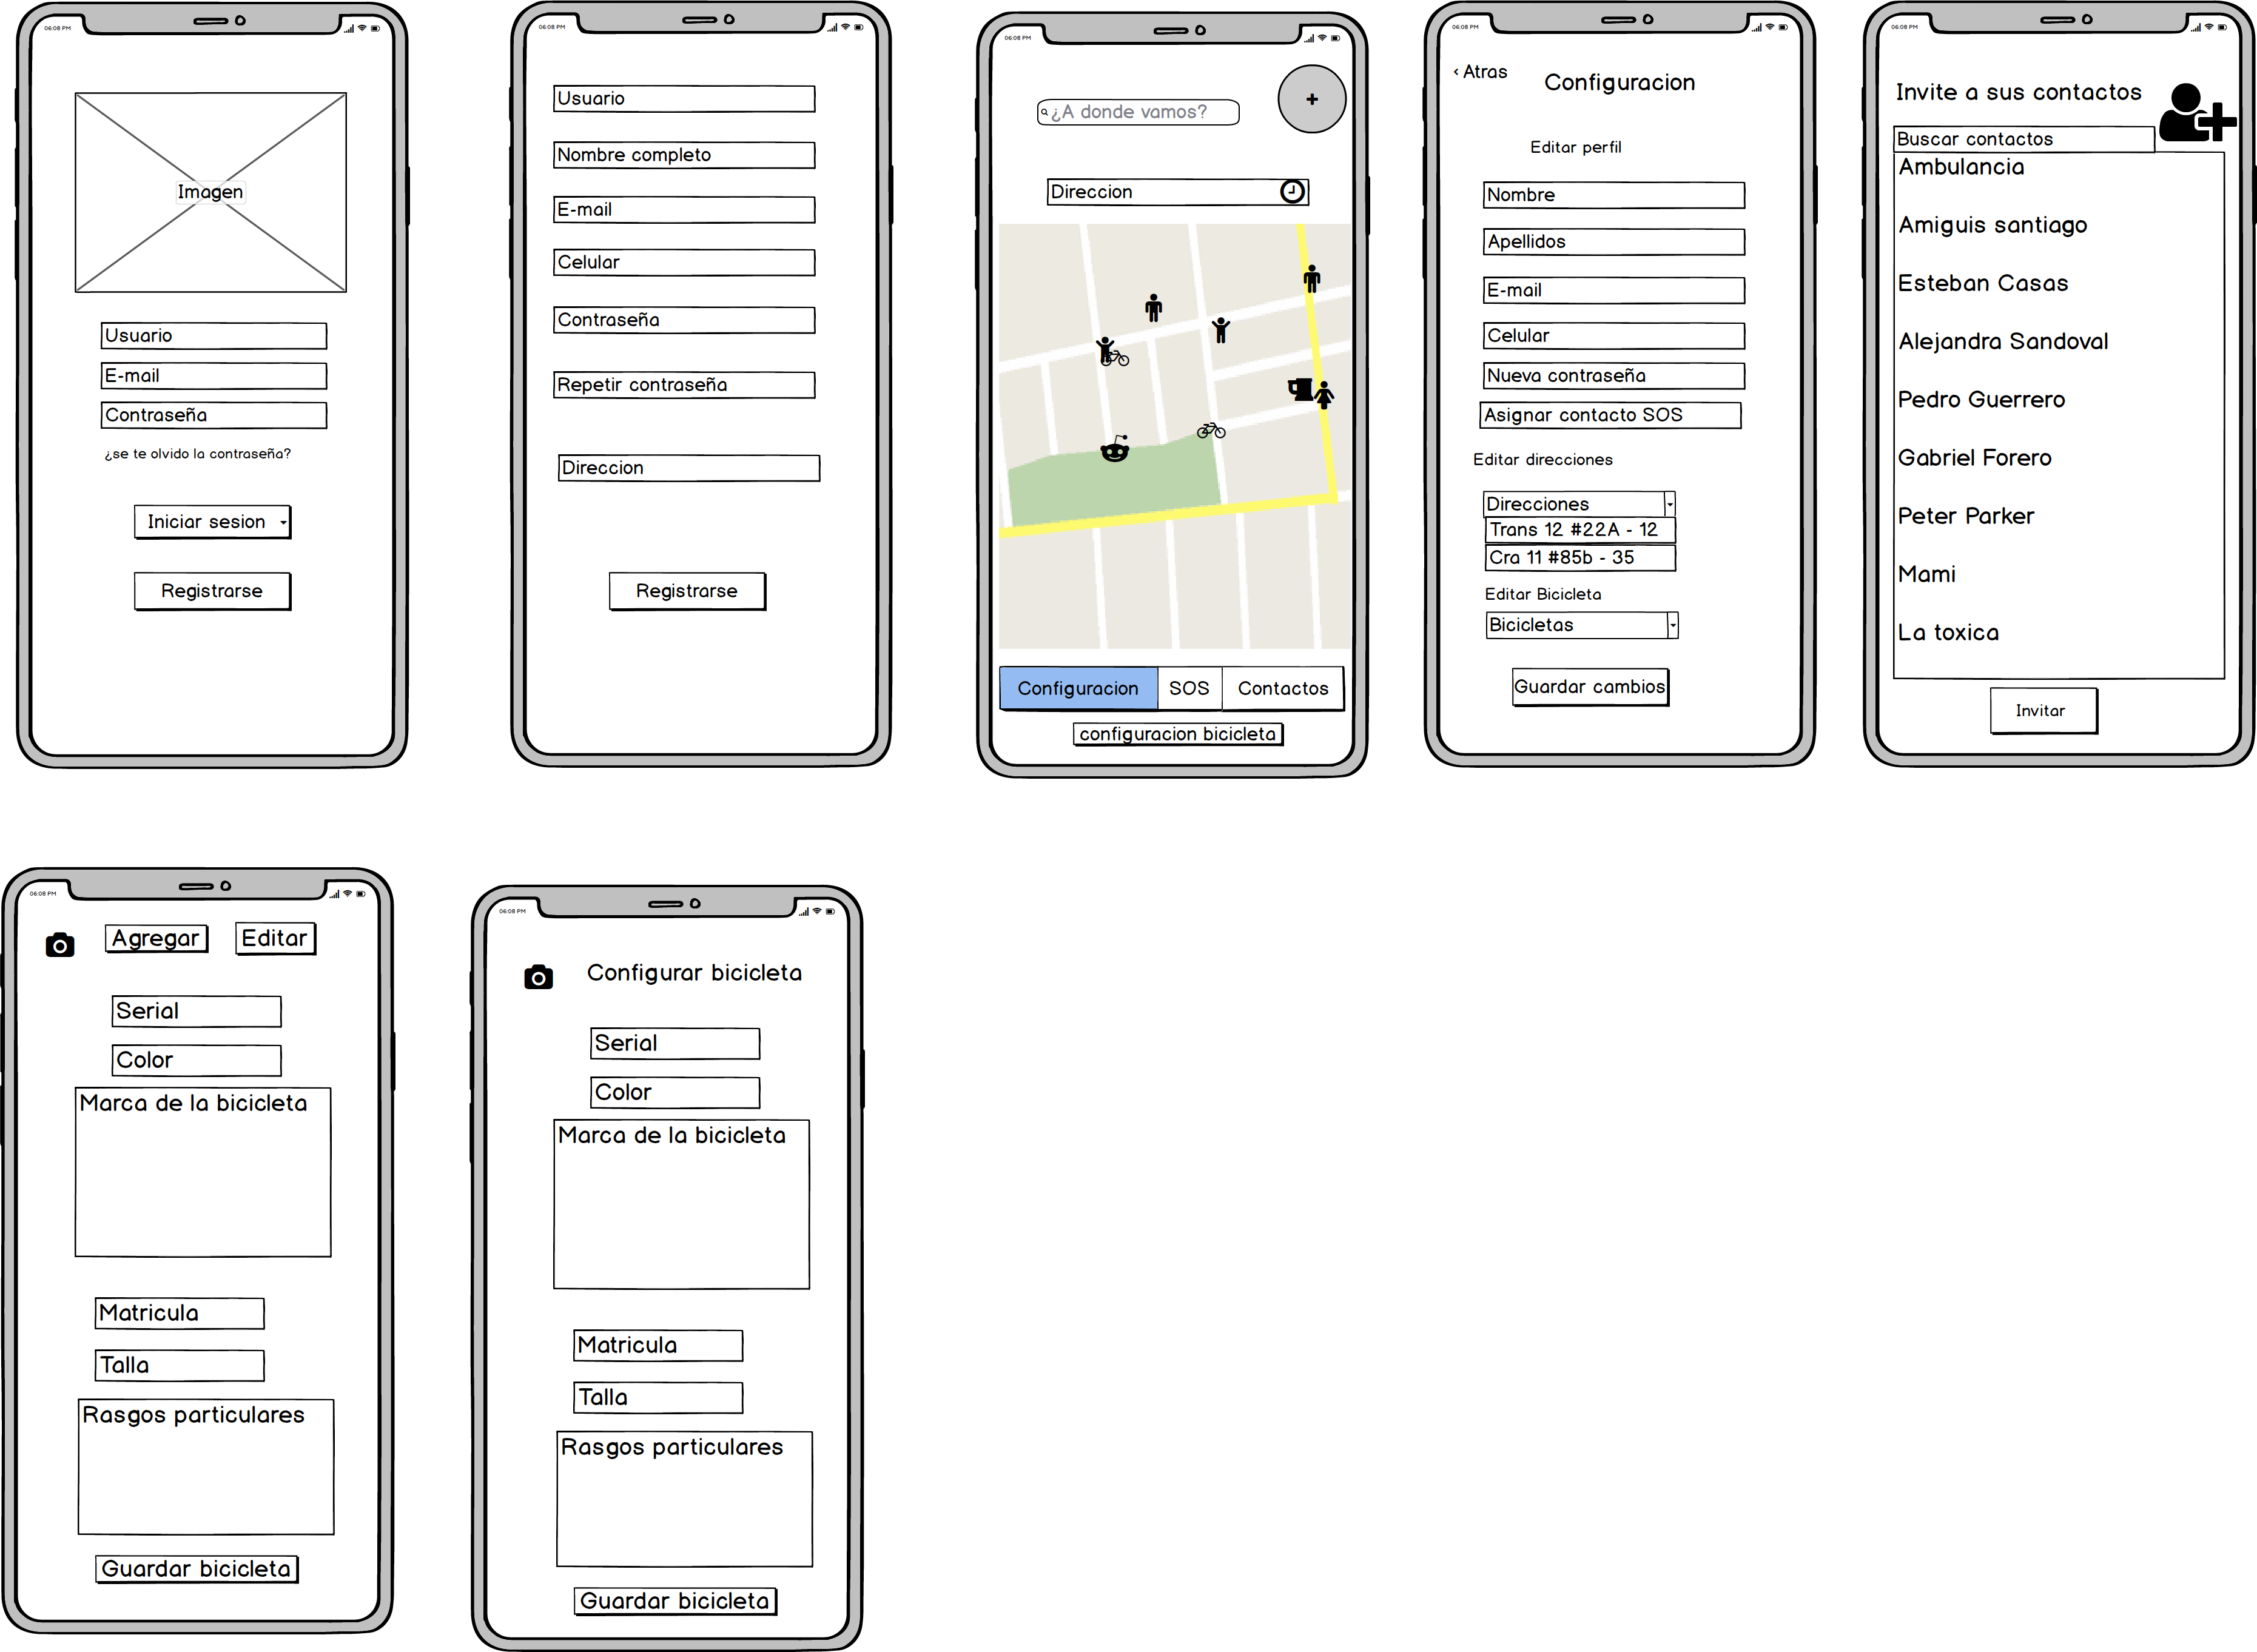 06:08 PM
Imagen
Usuario
E-mail
Contraseña
¿se te olvido la contraseña?
Iniciar sesion
Registrarse
06:08 PM
Usuario
Nombre completo
E-mail
Celular
Contraseña
Repetir contraseña
Direccion
Registrarse
06:08 PM
+
¿A donde vamos?
Direccion
Configuracion SOS Contactos
configuracion bicicleta
06:08 PM
‹ Atras
Configuracion
Editar perfil
Nombre
Apellidos
E-mail
Celular
Nueva contraseña
Asignar contacto SOS
Editar direcciones
Direcciones
Trans 12 #22A - 12
Cra 11 #85b - 35
Editar Bicicleta
Bicicletas
Guardar cambios
06:08 PM
Invite a sus contactos
Buscar contactos
Ambulancia
Amiguis santiago
Esteban Casas
Alejandra Sandoval
Pedro Guerrero
Gabriel Forero
Peter Parker
Mami
La toxica
Invitar
06:08 PM
Agregar Editar
Serial
Color
Marca de la bicicleta
Matricula
Talla
Rasgos particulares
Guardar bicicleta
06:08 PM
Configurar bicicleta
Serial
Color
Marca de la bicicleta
Matricula
Talla
Rasgos particulares
Guardar bicicleta